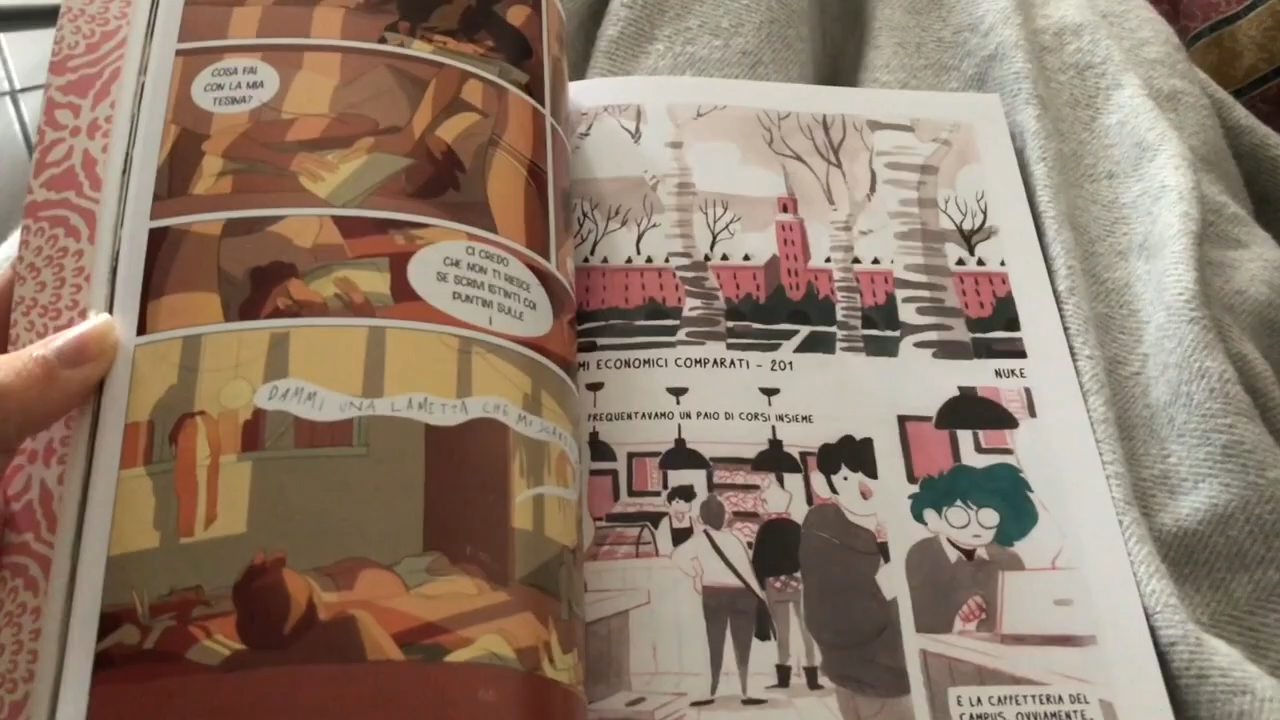 COSA FAI
CON LA MIA
TESINA?
CI CREDO
CHE NON TI RIESCE
SE SCRIVI ISTINTI COI
PUNTINI SULLE
I
DAMMI UNA LAMETTA CHE MI
MI ECONOMICI COMPARATI - 201
NUKE
FREQUENTAVAMO UN PAIO DI CORSI INSIEME
E LA CAFFETTERIA DEL
CAMPUS, OVVIAMENTE.